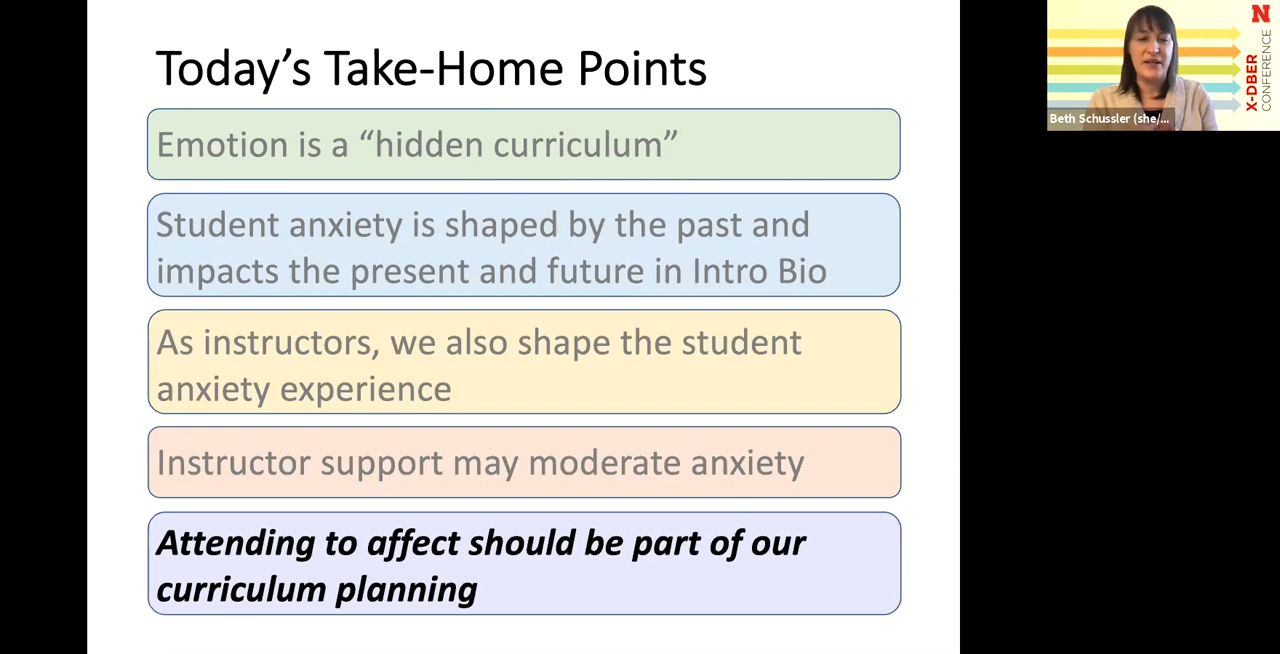 Today's Take-Home Points
Emotion is a “hidden curriculum”
Student anxiety is shaped by the past and
impacts the present and future in Intro Bio
As instructors, we also shape the student
anxiety experience
Instructor support may moderate anxiety
Attending to affect should be part of our
curriculum planning
N
X-DBER
CONFERENCE
Beth Schussler (she/...